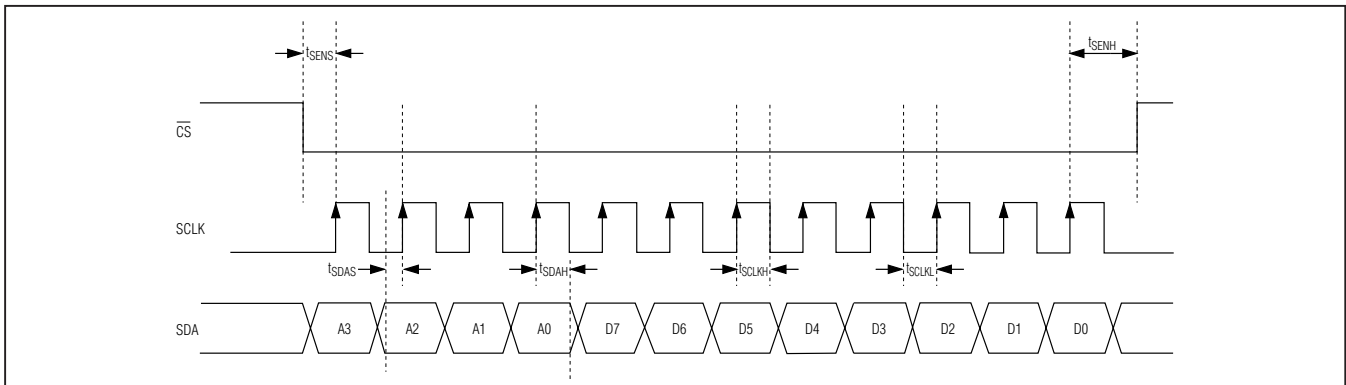 tSENS
tSENH
CS
SCLK
tSDAS
tSDAH
tSCLKH
tSCLKL
SDA
A3
A2
A1
A0
D7
D6
D5
D4
D3
D2
D1
D0